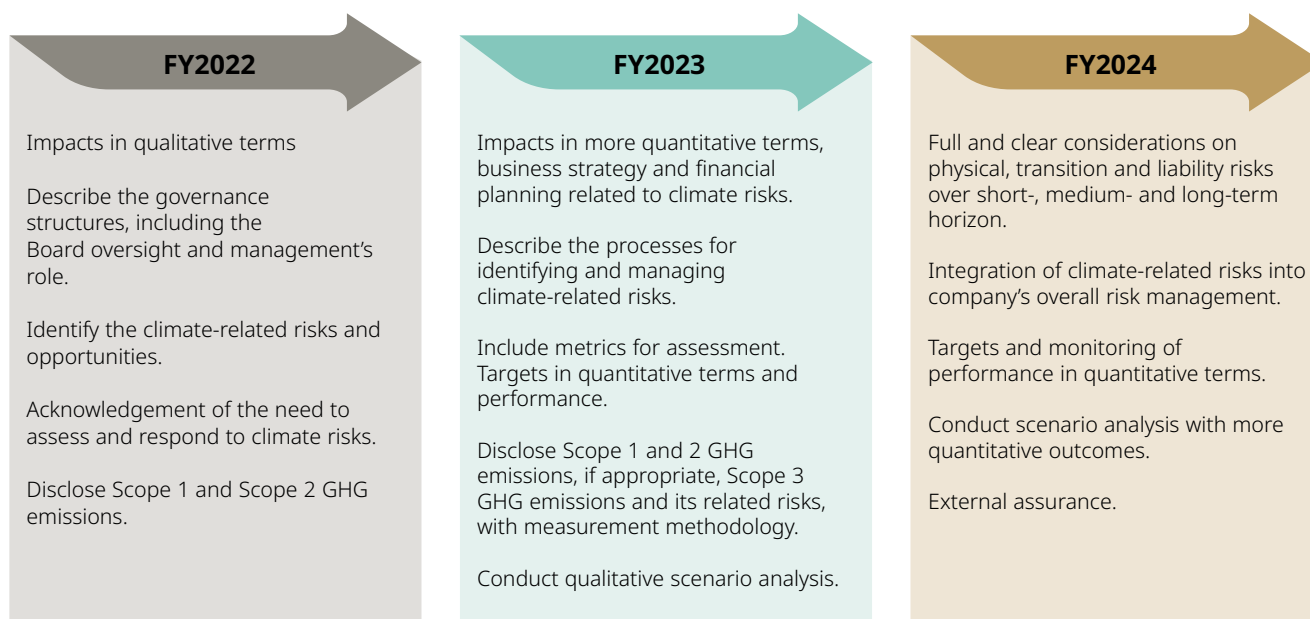 FY2022
Impacts in qualitative terms
Describe the governance
structures, including the
Board oversight and management's
role.
Identify the climate-related risks and
opportunities.
Acknowledgement of the need to
assess and respond to climate risks.
Disclose Scope 1 and Scope 2 GHG
emissions.
FY2023
Impacts in more quantitative terms,
business strategy and financial
planning related to climate risks.
Describe the processes for
identifying and managing
climate-related risks.
Include metrics for assessment.
Targets in quantitative terms and
performance.
Disclose Scope 1 and 2 GHG
emissions, if appropriate, Scope 3
GHG emissions and its related risks,
with measurement methodology.
Conduct qualitative scenario analysis.
FY2024
Full and clear considerations on
physical, transition and liability risks
over short-, medium- and long-term
horizon.
Integration of climate-related risks into
company's overall risk management.
Targets and monitoring of
performance in quantitative terms.
Conduct scenario analysis with more
quantitative outcomes.
External assurance.